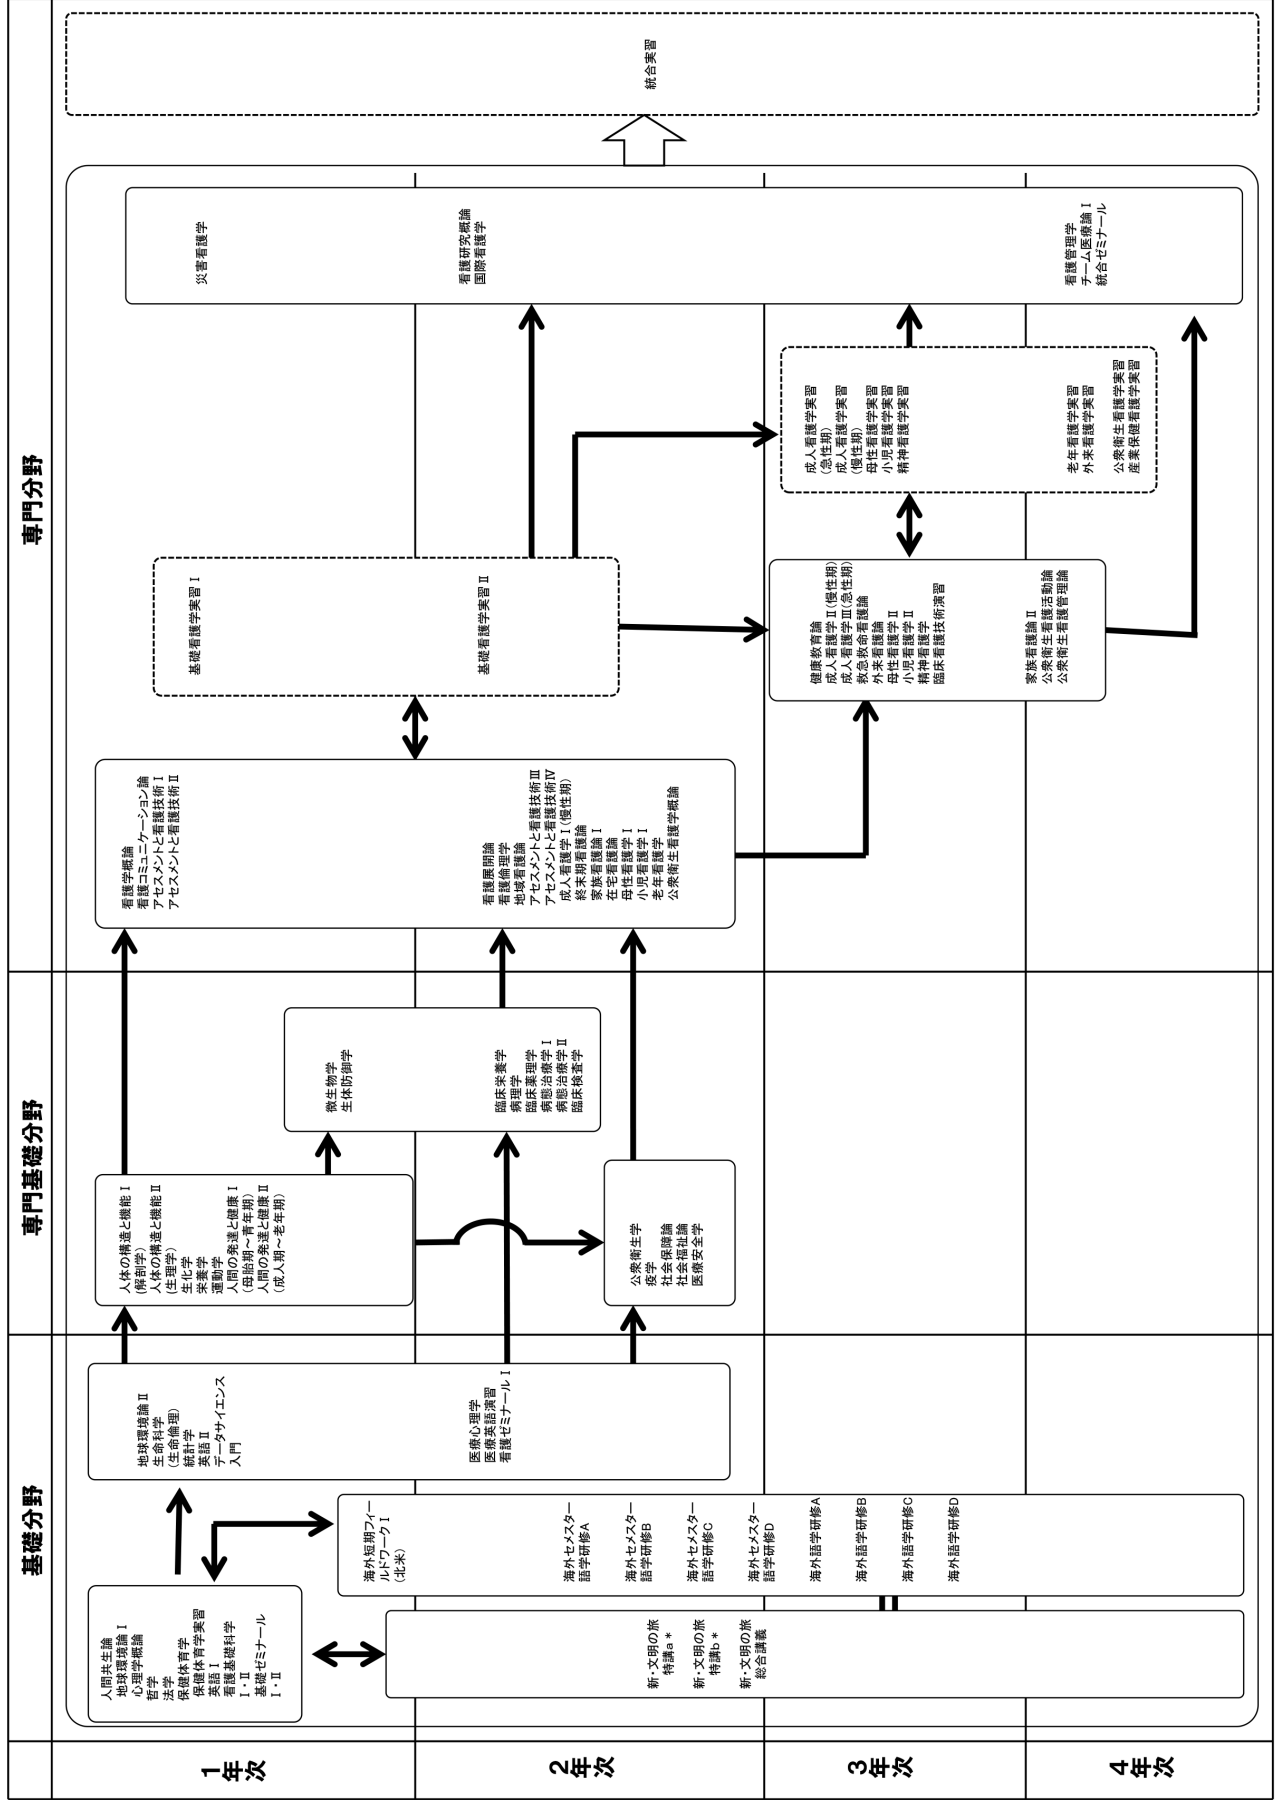 基礎分野
専門基礎分野
専門分野
1
年
次
2
年
次
3
年
次
4
年
次
人間共生論
地球環境論Ⅰ
心理学概論
哲学
法学
保健体育学
保健体育学実習
英語Ⅰ
看護基礎科学
Ⅰ・Ⅱ
基礎ゼミナール
Ⅰ・Ⅱ
新・文明の旅
特講a＊
新・文明の旅
特講b＊
新・文明の旅
総合講義
海外短期フィー
ルドワークⅠ
（北米）
海外セメスター
語学研修A
海外セメスター
語学研修B
海外セメスター
語学研修C
海外セメスター
語学研修D
海外語学研修A
海外語学研修B
海外語学研修C
海外語学研修D
地球環境論Ⅱ
生命科学
（生命倫理）
統計学
英語Ⅱ
データサイエンス
入門
医療心理学
医療英語演習
看護ゼミナールⅠ
人体の構造と機能Ⅰ
（解剖学）
人体の構造と機能Ⅱ
（生理学）
生化学
栄養学
運動学
人間の発達と健康Ⅰ
（母胎期～青年期）
人間の発達と健康Ⅱ
（成人期～老年期）
公衆衛生学
疫学
社会保障論
社会福祉論
医療安全学
微生物学
生体防御学
臨床栄養学
病理学
臨床薬理学
病態治療学Ⅰ
病態治療学Ⅱ
臨床検査学
看護学概論
看護コミュニケーション論
アセスメントと看護技術Ⅰ
アセスメントと看護技術Ⅱ
看護展開論
看護倫理学
地域看護論
アセスメントと看護技術Ⅲ
アセスメントと看護技術Ⅳ
成人看護学Ⅰ（慢性期）
終末期看護論
家族看護論Ⅰ
在宅看護論
母性看護学Ⅰ
小児看護学Ⅰ
老年看護学
公衆衛生看護学概論
基礎看護学実習Ⅰ
基礎看護学実習Ⅱ
健康教育論
成人看護学Ⅱ（慢性期）
成人看護学Ⅲ（急性期）
救急救命看護論
外来看護論
母性看護学Ⅱ
小児看護学Ⅱ
精神看護学
臨床看護技術演習
家族看護論Ⅱ
公衆衛生看護活動論
公衆衛生看護管理論
成人看護学実習
（急性期）
成人看護学実習
（慢性期）
母性看護学実習
小児看護学実習
精神看護学実習
老年看護学実習
外来看護学実習
公衆衛生看護学実習
産業保健看護学実習
災害看護学
看護研究概論
国際看護学
看護管理学
チーム医療論Ⅰ
統合ゼミナール
統合実習